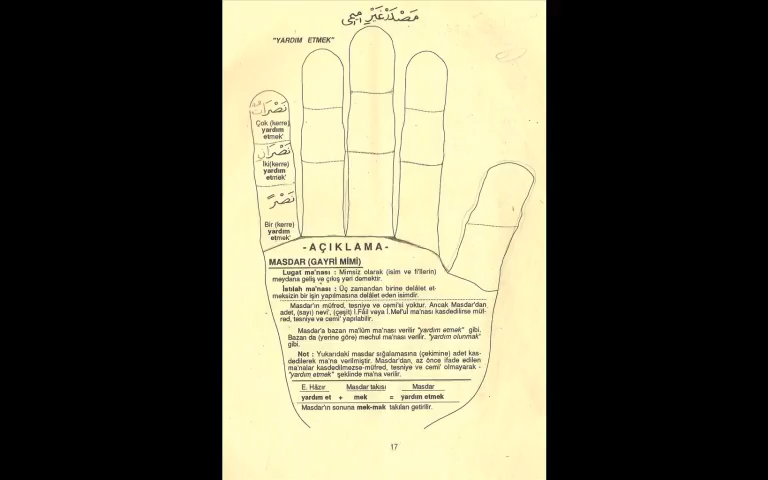 مَصْدَرْ غَيْرِ مِيمِى
"YARDIM ETMEK"
نَصْرَاتٌ
Çok (kerre)
yardım
etmek'
نَصْرَانِ
İki(kerre)
yardım
etmek'
نَصْرٌ
Bir (kerre)
yardım
etmek'
-AÇIKLAMA-
MASDAR (GAYRİ MİMİ)
Lugat ma'nası : Mimsiz olarak (isim ve fi'llerin)
meydana geliş ve çıkış yeri demektir.
İstılah ma'nası : Üç zamandan birine delâlet et-
meksizin bir işin yapılmasına delâlet eden isimdir.
Masdar'ın müfred, tesniye ve cemi'si yoktur. Ancak Masdar'dan
adet, (sayı) nevi', (çeşit) İ.Fâil veya İ.Mef'ul ma'nası kasdedilirse müf-
red, tesniye ve cemi' yapılabilir.
Masdar'a bazan ma'lûm ma'nası verilir "yardım etmek" gibi.
Bazan da (yerine göre) mechul ma'nası verilir. "yardım olunmak"
gibi.
Not : Yukarıdaki masdar sığalamasına (çekimine) adet kas-
dedilerek ma'na verilmiştir. Masdar'dan, az önce ifade edilen
ma'nalar kasdedilmezse-müfred, tesniye ve cemi' olmayarak -
"yardım etmek" şeklinde ma'na verilir.
E. Hâzır Masdar takısı Masdar
yardım et + mek = yardım etmek
Masdar'ın sonuna mek-mak takıları getirilir.
17